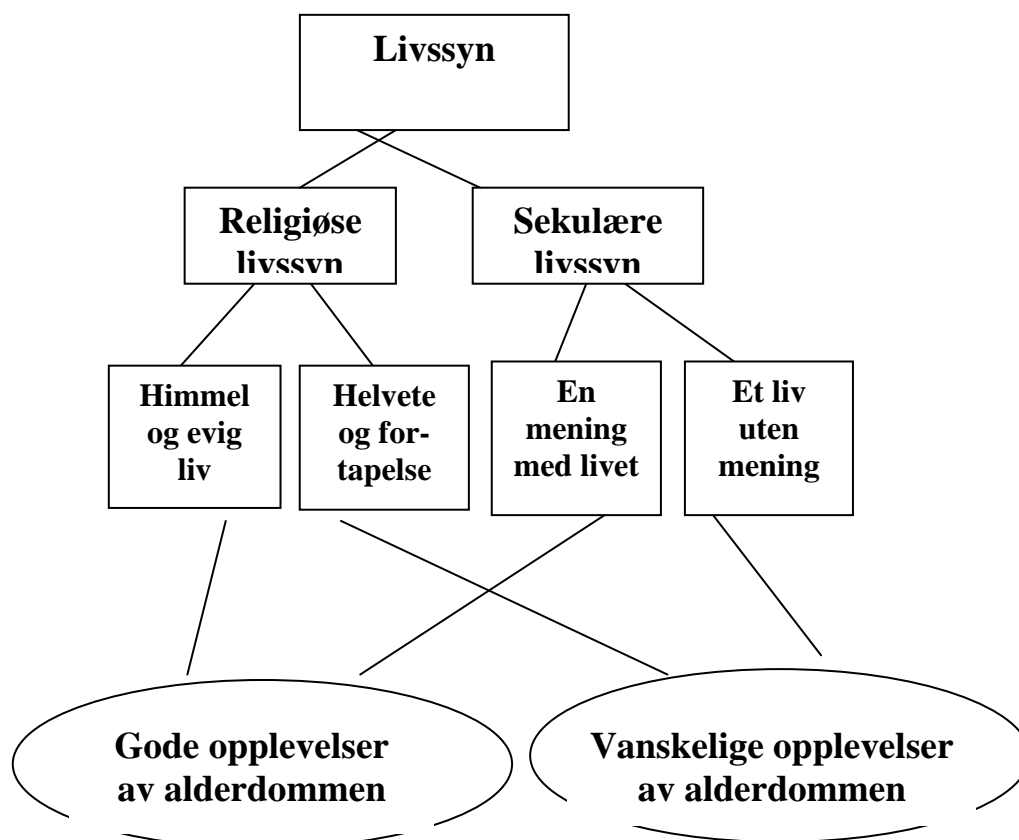 Livssyn
Religiøse
livssyn
Sekulære
livssyn
Himmel
og evig
liv
Helvete
og for-
tapelse
En
mening
med livet
Et liv
uten
mening
Gode opplevelser
av alderdommen
Vanskelige opplevelser
av alderdommen